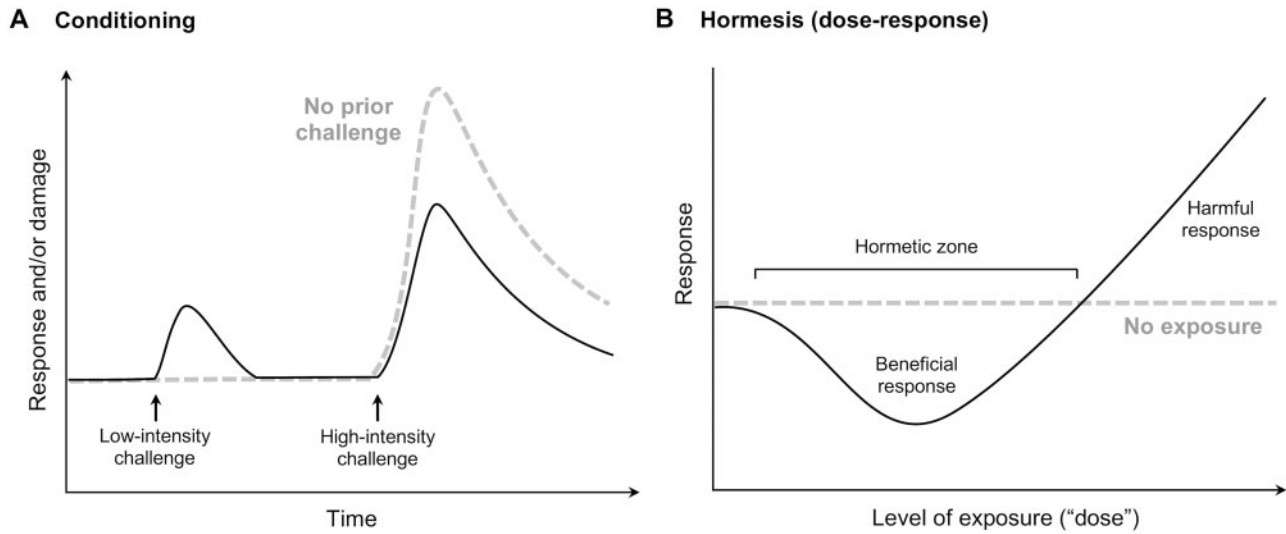 A Conditioning
Response and/or damage
No prior
challenge
Low-intensity
challenge
High-intensity
challenge
Time
B Hormesis (dose-response)
Response
Hormetic zone
Harmful
response
No exposure
Beneficial
response
Level of exposure (“dose”)